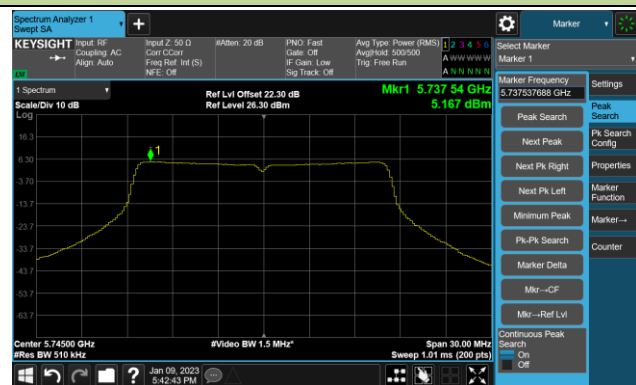 Spectrum Analyzer 1
Swept SA
+
Marker
KEYSIGHT
Input: RF
Coupling: AC
Align: Auto
Input Z: 50 Ω
Corr CCorr
Freq Ref: Int (S)
NFE: Off
#Atten: 20 dB
PNO: Fast
Gate: Off
IF Gain: Low
Sig Track: Off
Avg Type: Power (RMS)
Avg|Hold: 500/500
Trig: Free Run
1 2 3 4 5 6
A W W W W W
A N N N N N
LXI
Select Marker
Marker 1
1 Spectrum
Scale/Div 10 dB
Log
Ref Lvl Offset 22.30 dB
Ref Level 26.30 dBm
Mkr1 5.737 54 GHz
5.167 dBm
1
16.3
6.30
-3.70
-13.7
-23.7
-33.7
-43.7
-53.7
-63.7
Center 5.74500 GHz
#Res BW 510 kHz
#Video BW 1.5 MHz*
Span 30.00 MHz
Sweep 1.01 ms (200 pts)
Marker Frequency
5.737537688 GHz
Peak Search
Next Peak
Next Pk Right
Next Pk Left
Minimum Peak
Pk-Pk Search
Marker Delta
Mkr→CF
Mkr→Ref Lvl
Continuous Peak
Search
On
Off
Settings
Peak
Search
Pk Search
Config
Properties
Marker
Function
Marker→
Counter
?
Jan 09, 2023
5:42:43 PM